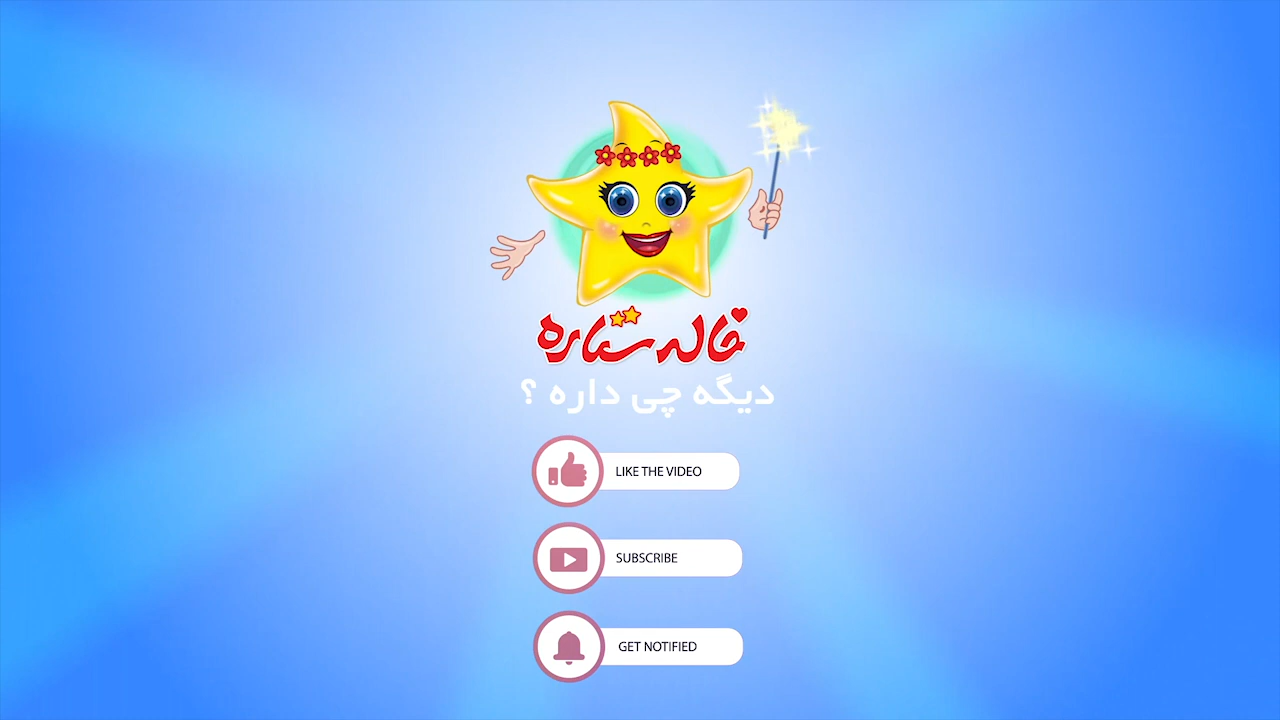 خاله ستاره
دیگه چی داره ؟
LIKE THE VIDEO
SUBSCRIBE
GET NOTIFIED